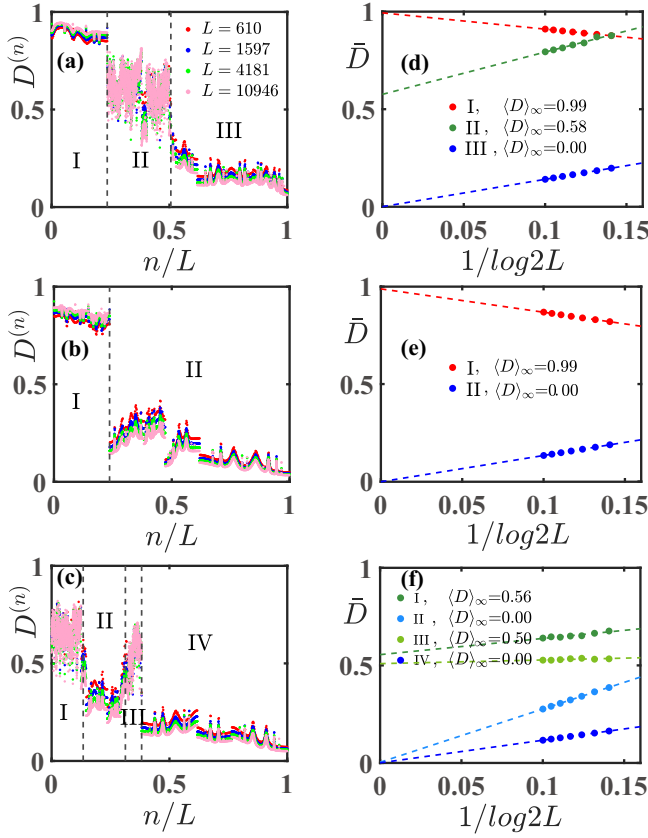 1
0.5
0
D^(n)
(a)
L = 610
L = 1597
L = 4181
L = 10946
I
II
III
0
0.5
1
n/L
1
0.5
0
D̄
(d)
I, ⟨D⟩∞=0.99
II , ⟨D⟩∞=0.58
III , ⟨D⟩∞=0.00
0
0.05
0.1
0.15
1/log2L
1
0.5
0
D^(n)
(b)
I
II
0
0.5
1
n/L
1
0.5
0
D̄
(e)
I, ⟨D⟩∞=0.99
II , ⟨D⟩∞=0.00
0
0.05
0.1
0.15
1/log2L
1
0.5
0
D^(n)
(c)
I
II
III
IV
0
0.5
1
n/L
1
0.5
0
D̄
(f)
I , ⟨D⟩∞=0.56
II , ⟨D⟩∞=0.00
III , ⟨D⟩∞=0.50
IV , ⟨D⟩∞=0.00
0
0.05
0.1
0.15
1/log2L